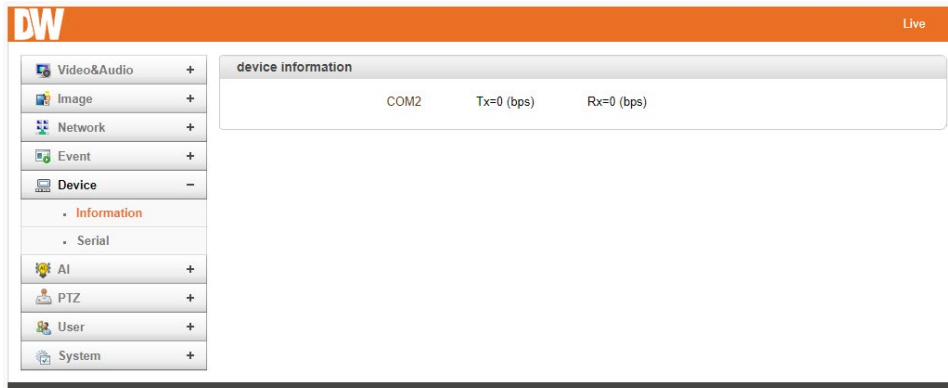 DW
Live
Video&Audio +
Image +
Network +
Event +
Device −
Information
Serial
AI +
PTZ +
User +
System +
device information
COM2 Tx=0 (bps) Rx=0 (bps)